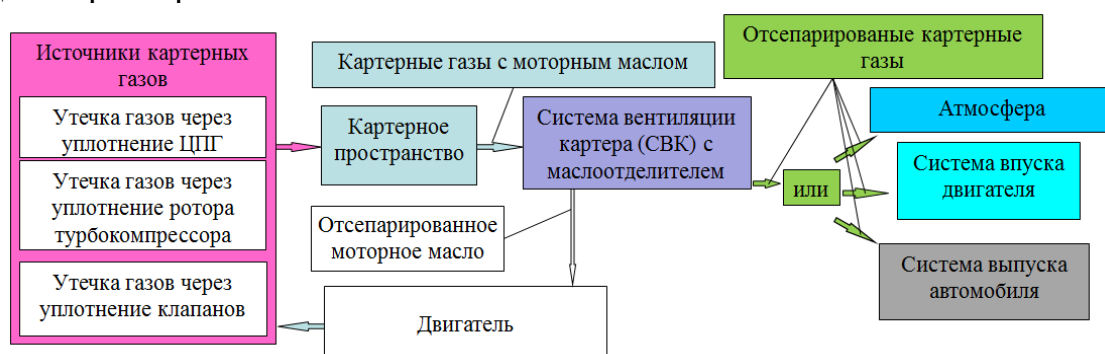 Источники картерных
газов
Утечка газов через
уплотнение ЦПГ
Утечка газов через
уплотнение ротора
турбокомпрессора
Утечка газов через
уплотнение клапанов
Картерные газы с моторным маслом
Картерное
пространство
Система вентиляции
картера (СВК) с
маслоотделителем
Отсепарированное
моторное масло
Двигатель
Отсепарированые картерные
газы
или
Атмосфера
Система впуска
двигателя
Система выпуска
автомобиля